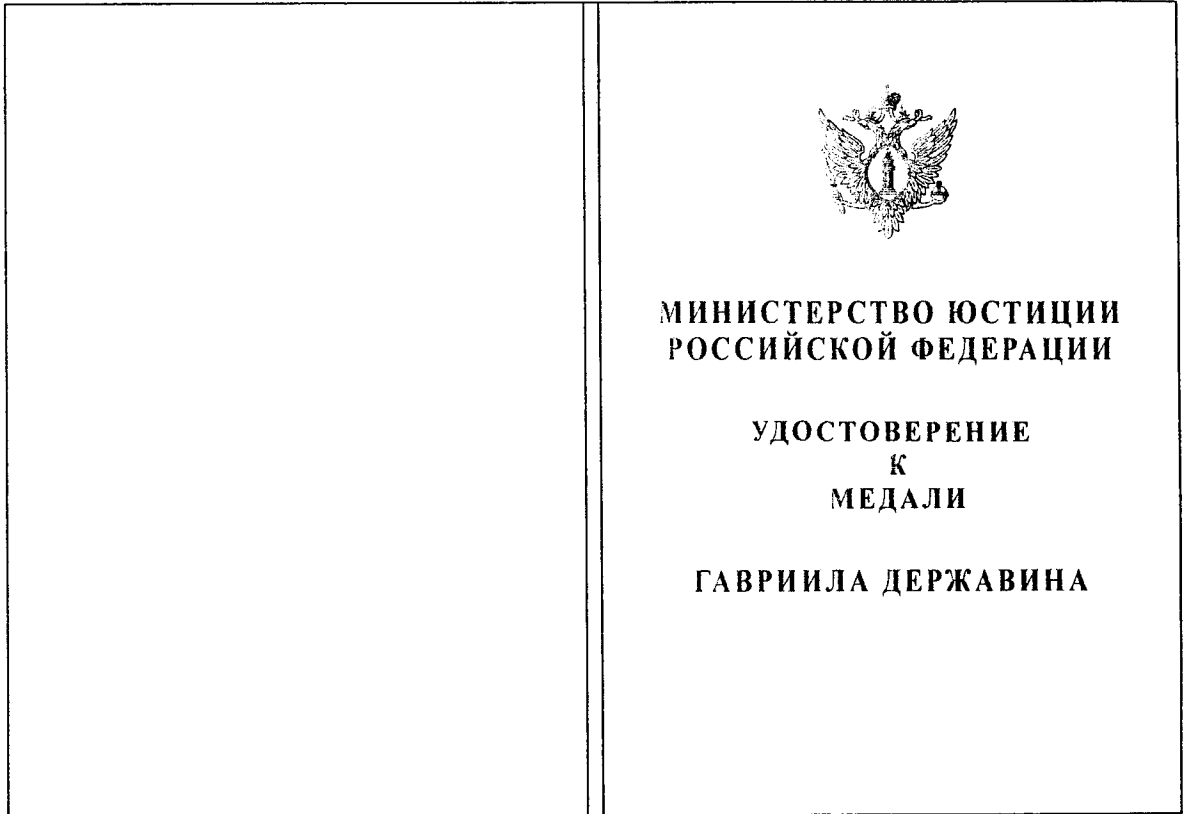 МИНИСТЕРСТВО ЮСТИЦИИ
РОССИЙСКОЙ ФЕДЕРАЦИИ
УДОСТОВЕРЕНИЕ
К
МЕДАЛИ
ГАВРИИЛА ДЕРЖАВИНА